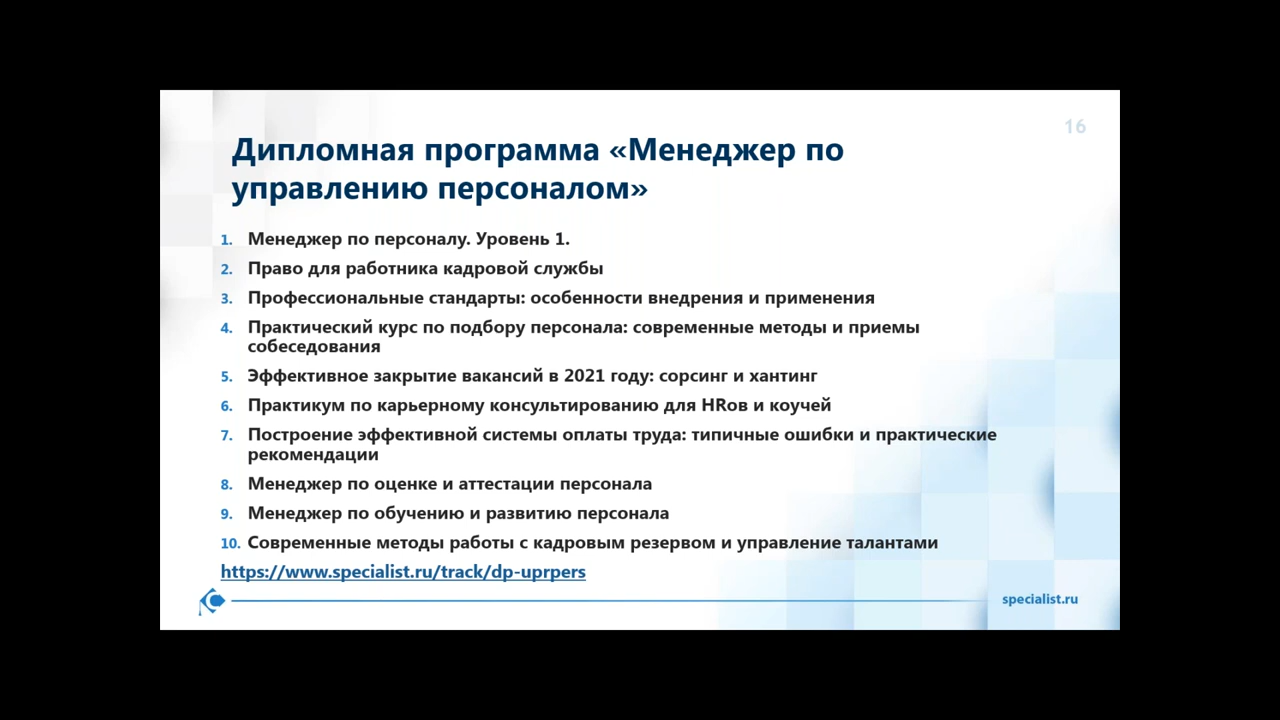 16
Дипломная программа «Менеджер по
управлению персоналом»
1. Менеджер по персоналу. Уровень 1.
2. Право для работника кадровой службы
3. Профессиональные стандарты: особенности внедрения и применения
4. Практический курс по подбору персонала: современные методы и приемы
собеседования
5. Эффективное закрытие вакансий в 2021 году: сорсинг и хантинг
6. Практикум по карьерному консультированию для HRов и коучей
7. Построение эффективной системы оплаты труда: типичные ошибки и практические
рекомендации
8. Менеджер по оценке и аттестации персонала
9. Менеджер по обучению и развитию персонала
10. Современные методы работы с кадровым резервом и управление талантами
https://www.specialist.ru/track/dp-uprpers
specialist.ru